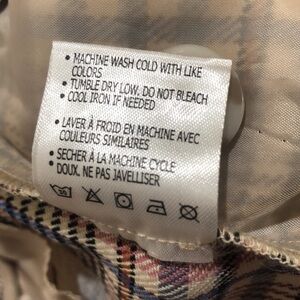 • MACHINE WASH COLD WITH LIKE
COLORS
• TUMBLE DRY LOW. DO NOT BLEACH
• COOL IRON IF NEEDED
• LAVER À FROID EN MACHINE AVEC
COULEURS SIMILAIRES
• SECHER À LA MACHINE CYCLE
DOUX. NE PAS JAVELLISER